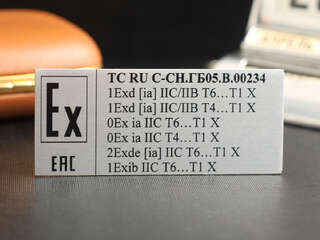 TC RU C-CH.ГБ05.В.00234
1Exd [ia] IIC/IIB T6...T1 X
1Exd [ia] IIC/IIB T4...T1 X
0Ex ia IIC T6...T1 X
0Ex ia IIC T4...T1 X
2Exde [ia] IIC T6...T1 X
1Exib IIC T6...T1 X
Ex
EAC